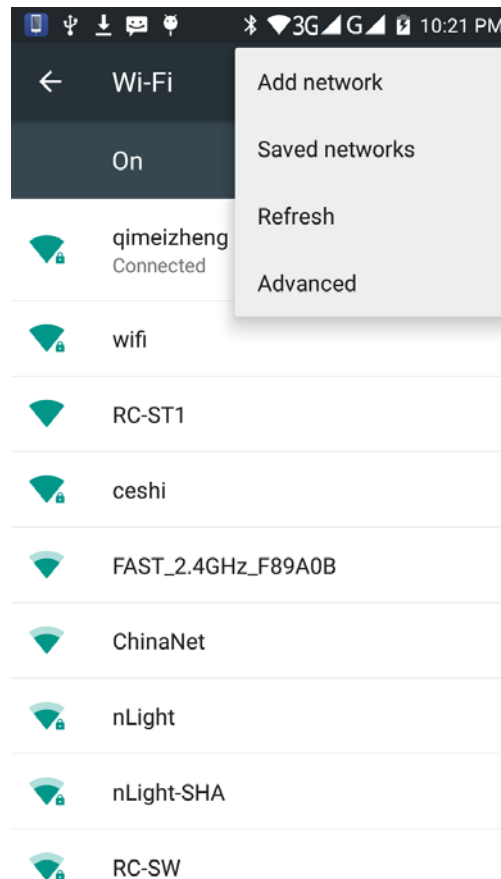 3G G 10:21 PM
Wi-Fi
On
Add network
Saved networks
Refresh
Advanced
qimeizheng
Connected
wifi
RC-ST1
ceshi
FAST_2.4GHz_F89A0B
ChinaNet
nLight
nLight-SHA
RC-SW